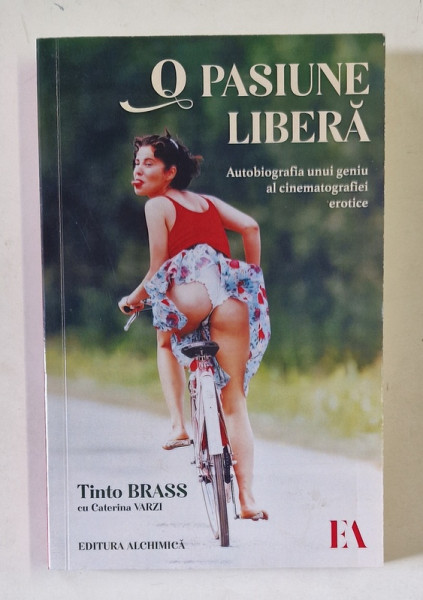 O PASIUNE
LIBERĂ
Autobiografia unui geniu
al cinematografiei
erotice
Tinto BRASS
cu Caterina VARZI
EDITURA ALCHIMICĂ
EA